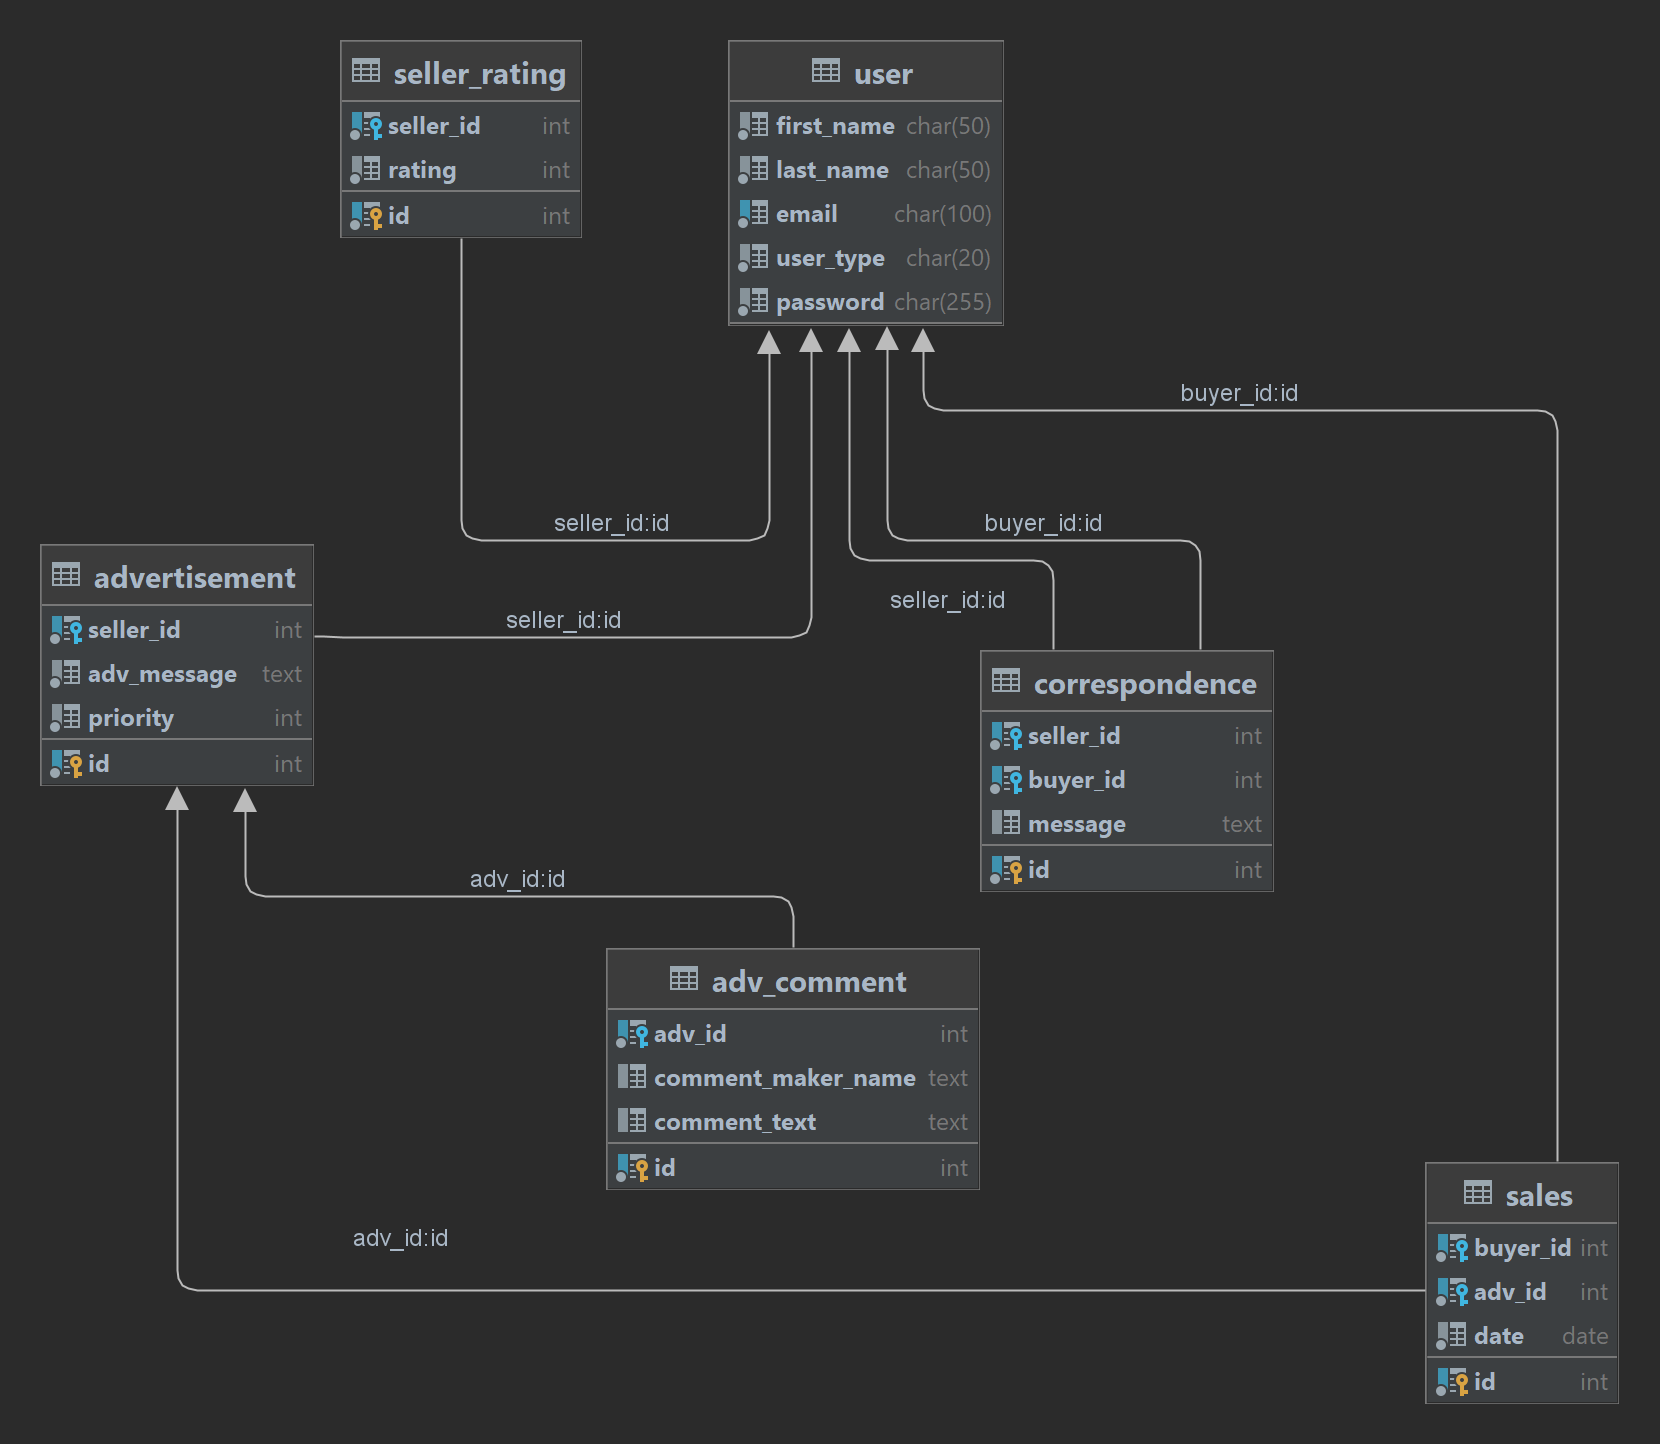 seller_rating
seller_id int
rating int
id int
user
first_name char(50)
last_name char(50)
email char(100)
user_type char(20)
password char(255)
buyer_id:id
seller_id:id
buyer_id:id
seller_id:id
seller_id:id
advertisement
seller_id int
adv_message text
priority int
id int
correspondence
seller_id int
buyer_id int
message text
id int
adv_id:id
adv_comment
adv_id int
comment_maker_name text
comment_text text
id int
adv_id:id
sales
buyer_id int
adv_id int
date date
id int